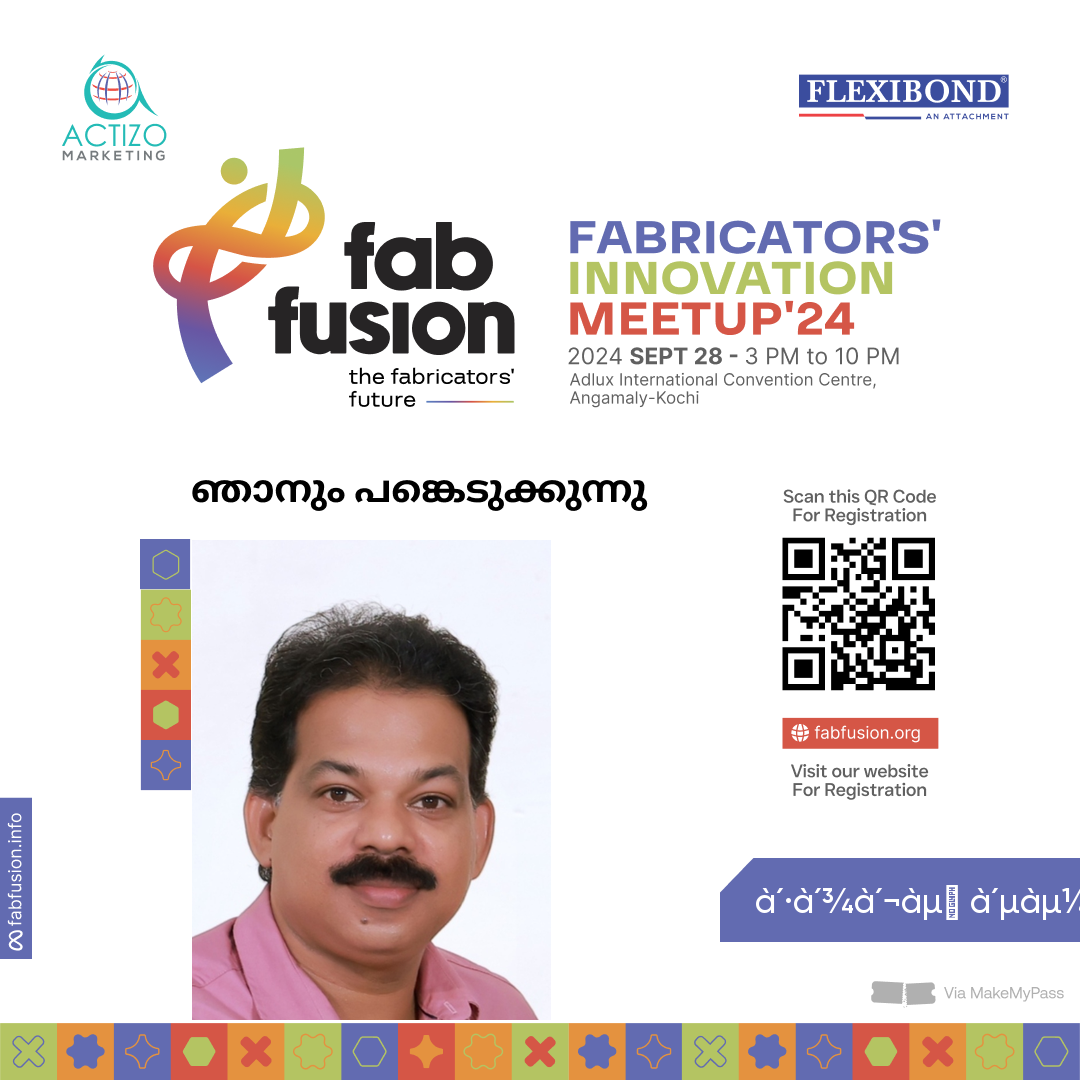 ACTIZO
MARKETING
FLEXIBOND®
AN ATTACHMENT
fab
fusion
the fabricators'
future
FABRICATORS'
INNOVATION
MEETUP'24
2024 SEPT 28 - 3 PM to 10 PM
Adlux International Convention Centre,
Angamaly-Kochi
ഞാനും പങ്കെടുക്കുന്നു
Scan this QR Code
For Registration
fabfusion.org
Visit our website
For Registration
fabfusion.info
Via MakeMyPass